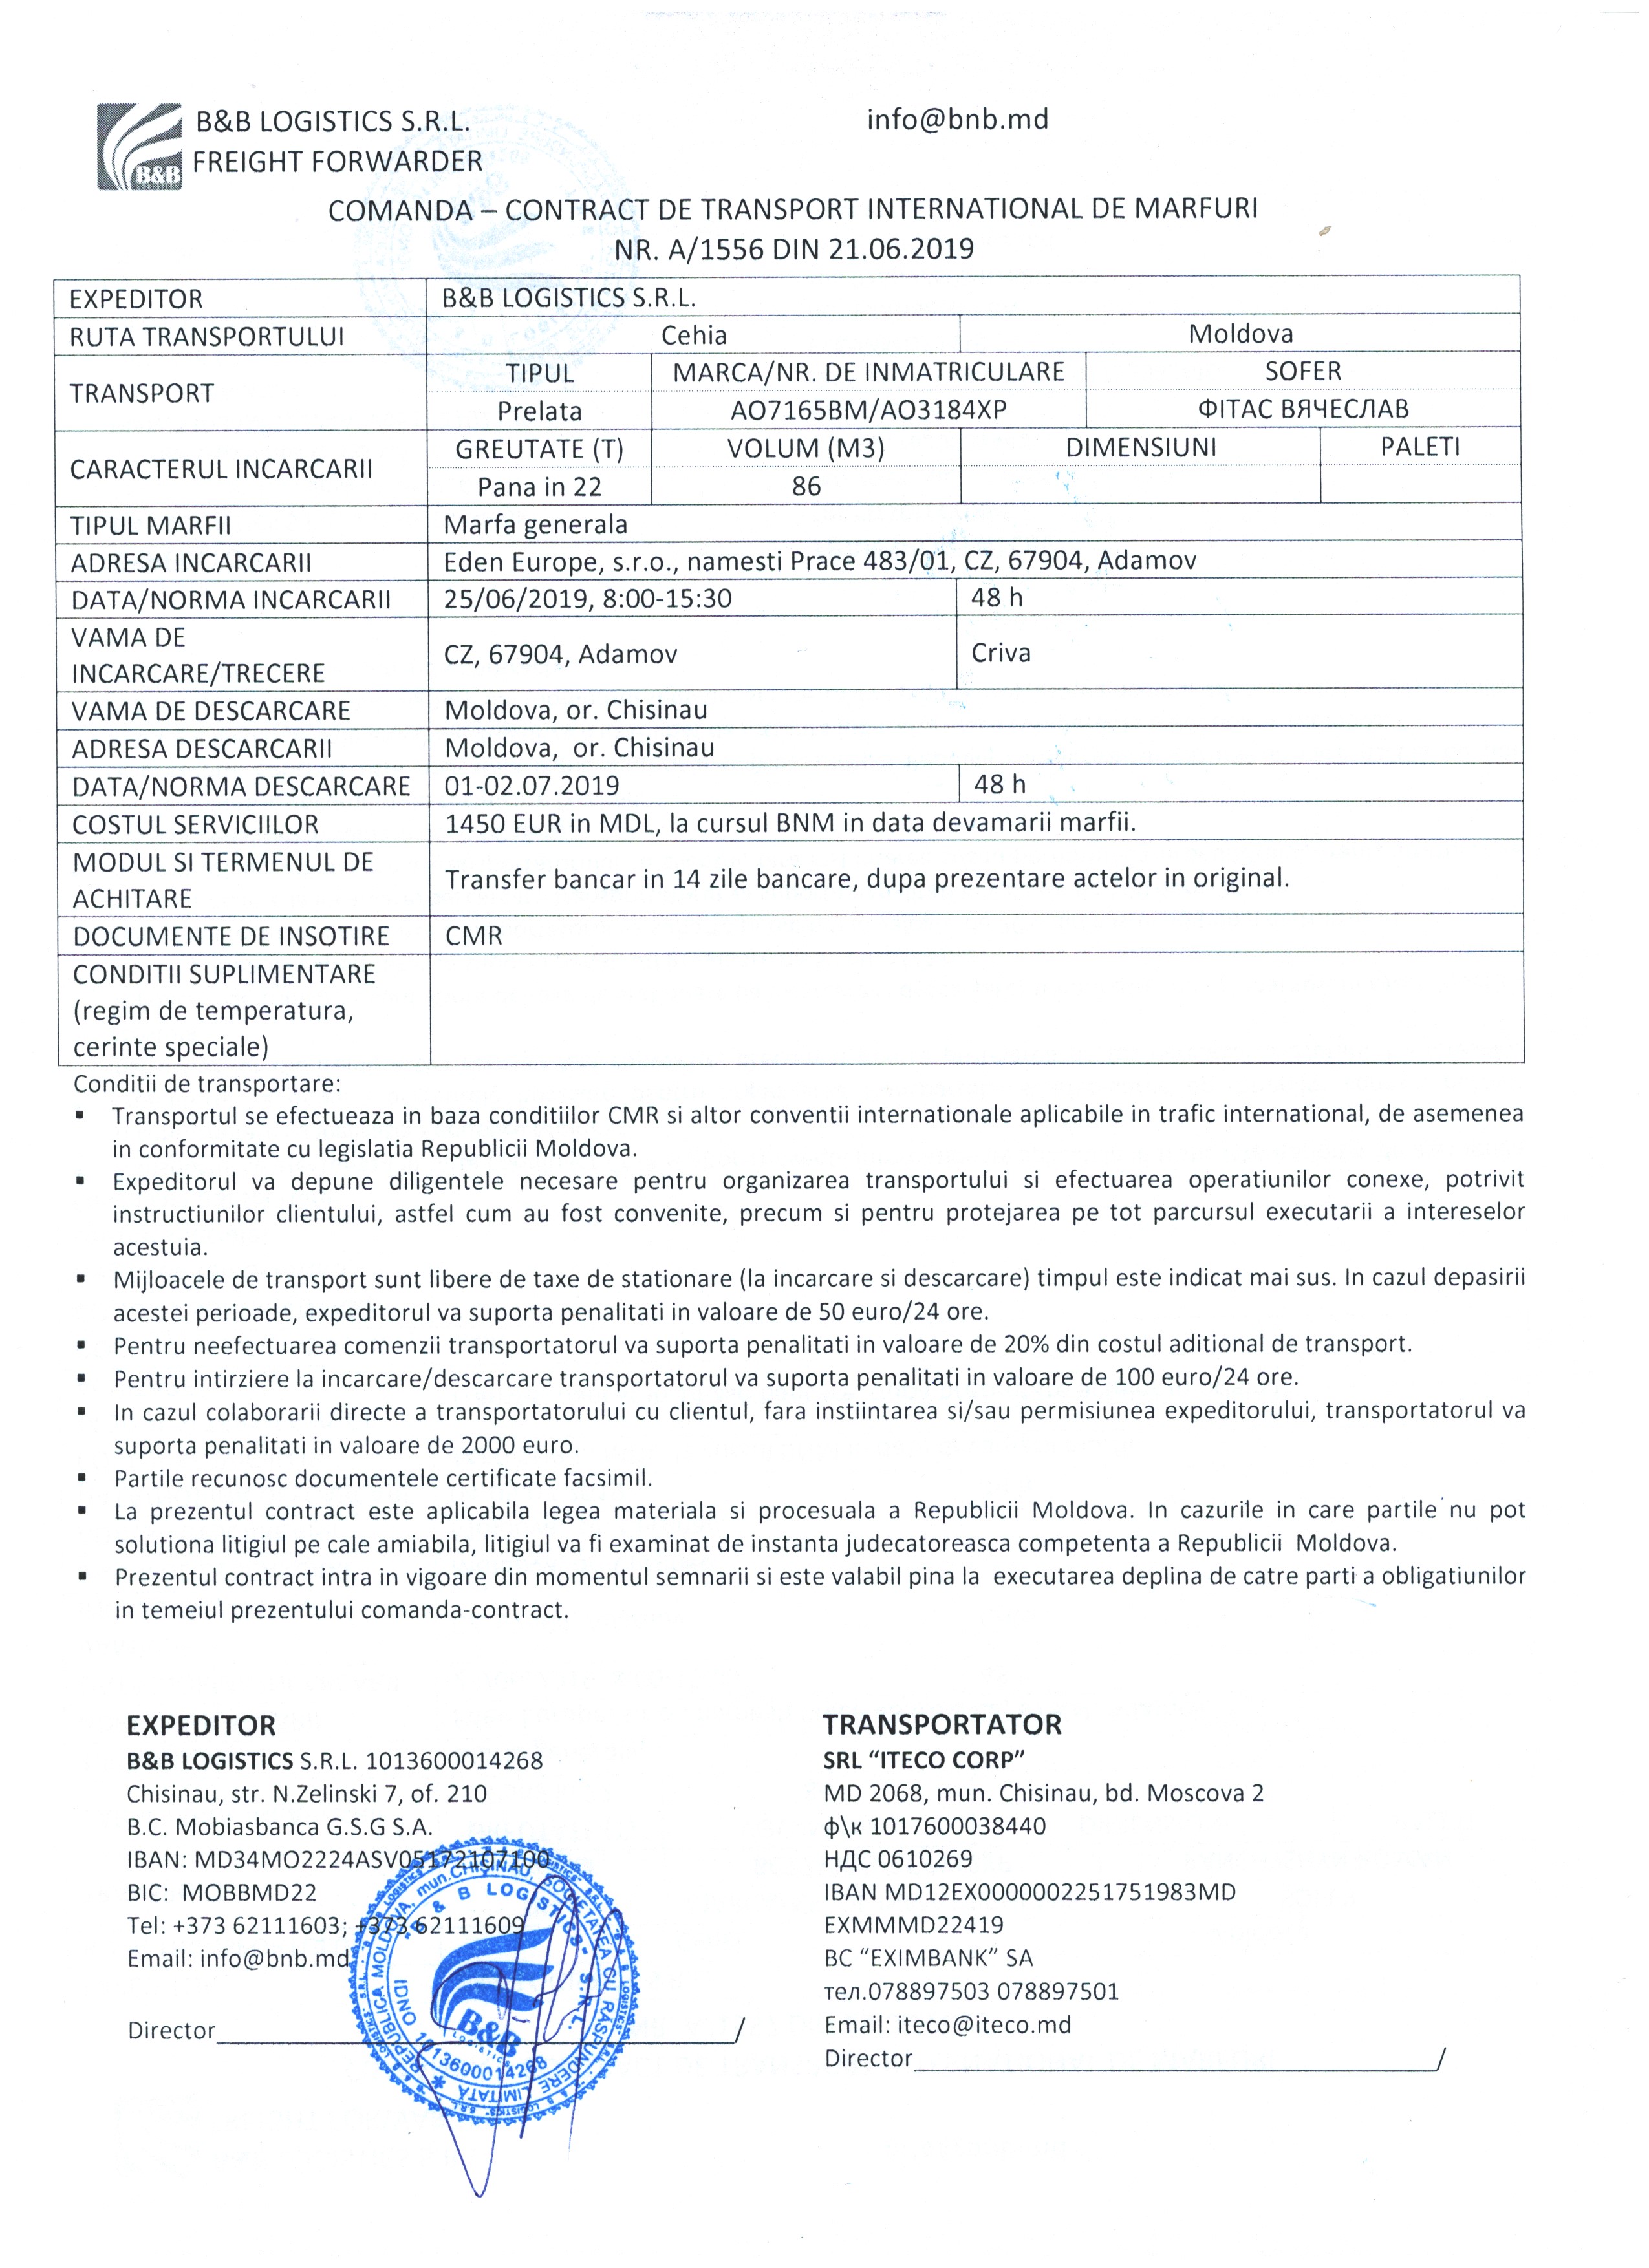 B&B LOGISTICS S.R.L.
info@bnb.md
B&B
FREIGHT FORWARDER
COMANDA – CONTRACT DE TRANSPORT INTERNATIONAL DE MARFURI
NR. A/1556 DIN 21.06.2019
EXPEDITOR B&B LOGISTICS S.R.L.
RUTA TRANSPORTULUI Cehia Moldova
TRANSPORT
TIPUL MARCA/NR. DE INMATRICULARE SOFER
Prelata AO7165BM/AO3184XP ФІТАС ВЯЧЕСЛАВ
CARACTERUL INCARCARII
GREUTATE (T) VOLUM (M3) DIMENSIUNI PALETI
Pana in 22 86
TIPUL MARFII Marfa generala
ADRESA INCARCARII Eden Europe, s.r.o., namesti Prace 483/01, CZ, 67904, Adamov
DATA/NORMA INCARCARII 25/06/2019, 8:00-15:30 48 h
VAMA DE
INCARCARE/TRECERE
CZ, 67904, Adamov Criva
VAMA DE DESCARCARE Moldova, or. Chisinau
ADRESA DESCARCARII Moldova, or. Chisinau
DATA/NORMA DESCARCARE 01-02.07.2019 48 h
COSTUL SERVICIILOR 1450 EUR in MDL, la cursul BNM in data devamarii marfii.
MODUL SI TERMENUL DE
ACHITARE
Transfer bancar in 14 zile bancare, dupa prezentare actelor in original.
DOCUMENTE DE INSOTIRE CMR
CONDITII SUPLIMENTARE
(regim de temperatura,
cerinte speciale)
Conditii de transportare:
▪ Transportul se efectueaza in baza conditiilor CMR si altor conventii internationale aplicabile in trafic international, de asemenea
in conformitate cu legislatia Republicii Moldova.
▪ Expeditorul va depune diligentele necesare pentru organizarea transportului si efectuarea operatiunilor conexe, potrivit
instructiunilor clientului, astfel cum au fost convenite, precum si pentru protejarea pe tot parcursul executarii a intereselor
acestuia.
▪ Mijloacele de transport sunt libere de taxe de stationare (la incarcare si descarcare) timpul este indicat mai sus. In cazul depasirii
acestei perioade, expeditorul va suporta penalitati in valoare de 50 euro/24 ore.
▪ Pentru neefectuarea comenzii transportatorul va suporta penalitati in valoare de 20% din costul aditional de transport.
▪ Pentru intirziere la incarcare/descarcare transportatorul va suporta penalitati in valoare de 100 euro/24 ore.
▪ In cazul colaborarii directe a transportatorului cu clientul, fara instiintarea si/sau permisiunea expeditorului, transportatorul va
suporta penalitati in valoare de 2000 euro.
▪ Partile recunosc documentele certificate facsimil.
▪ La prezentul contract este aplicabila legea materiala si procesuala a Republicii Moldova. In cazurile in care partile nu pot
solutiona litigiul pe cale amiabila, litigiul va fi examinat de instanta judecatoreasca competenta a Republicii Moldova.
▪ Prezentul contract intra in vigoare din momentul semnarii si este valabil pina la executarea deplina de catre parti a obligatiunilor
in temeiul prezentului comanda-contract.
EXPEDITOR
B&B LOGISTICS S.R.L. 1013600014268
Chisinau, str. N.Zelinski 7, of. 210
B.C. Mobiasbanca G.S.G S.A.
IBAN: MD34MO2224ASV05172107100
BIC: MOBBMD22
Tel: +373 62111603; +373 62111609
Email: info@bnb.md
Director /
TRANSPORTATOR
SRL “ITECO CORP”
MD 2068, mun. Chisinau, bd. Moscova 2
ф\к 1017600038440
НДС 0610269
IBAN MD12EX0000002251751983MD
EXMMMD22419
BC “EXIMBANK” SA
тел.078897503 078897501
Email: iteco@iteco.md
Director /
REPUBLICA MOLDOVA, mun.CHIŞINĂU, SOCIETATEA CU RĂSPUNDERE LIMITATĂ
"B & B LOGISTICS" S.R.L.
IDNO 1013600014268
B&B
LOGISTICS